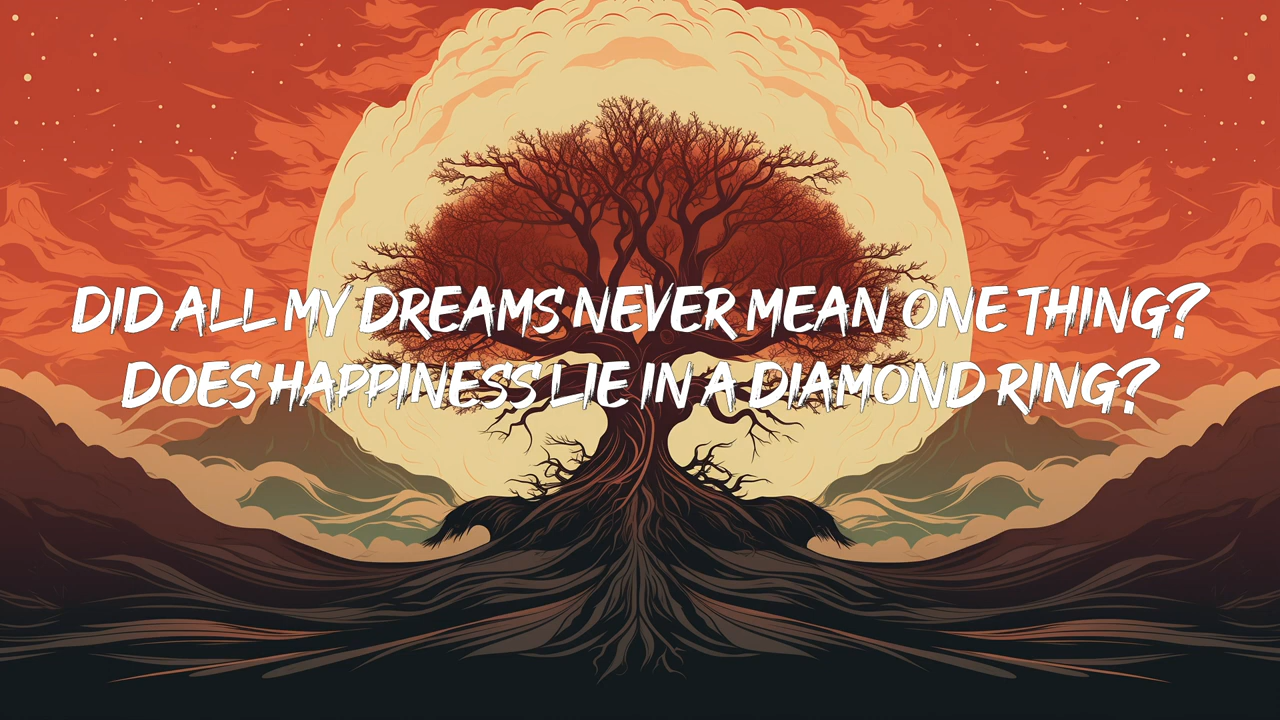 DID ALL MY DREAMS NEVER MEAN ONE THING?
DOES HAPPINESS LIE IN A DIAMOND RING?